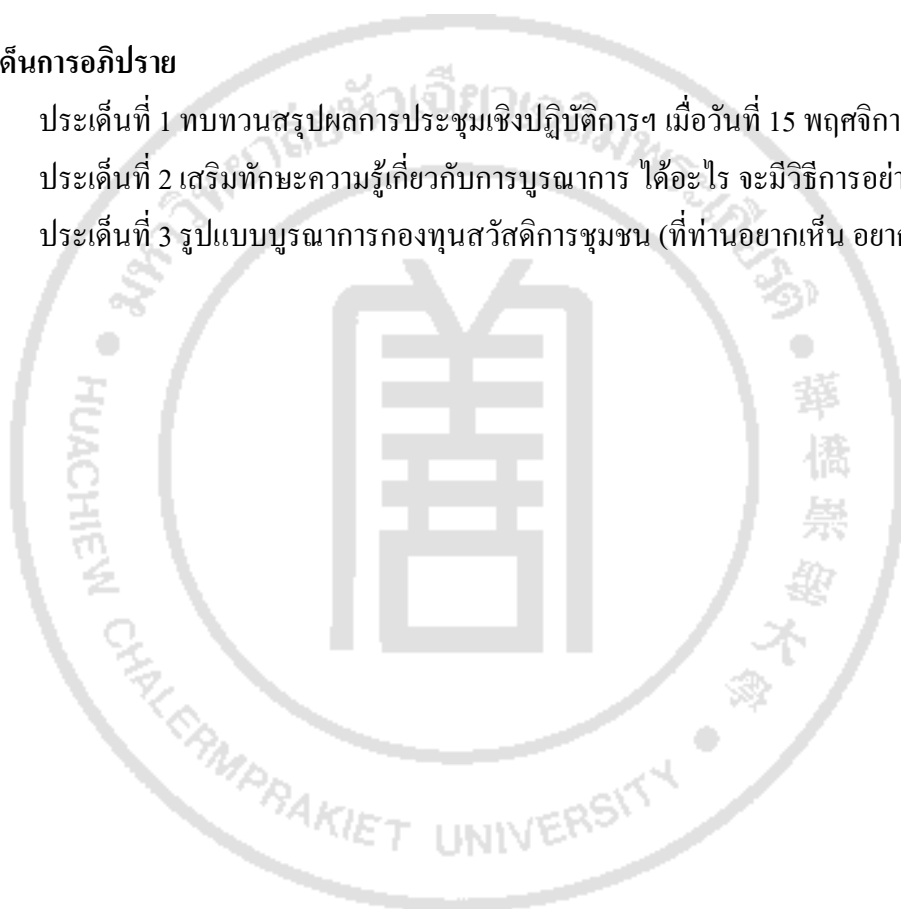 ด็นการอภิปราย
ประเด็นที่ 1 ทบทวนสรุปผลการประชุมเชิงปฏิบัติการฯ เมื่อวันที่ 15 พฤศจิกา
ประเด็นที่ 2 เสริมทักษะความรู้เกี่ยวกับการบูรณาการ ได้อะไร จะมีวิธีการอย่า
ประเด็นที่ 3 รูปแบบบูรณาการกองทุนสวัสดิการชุมชน (ที่ท่านอยากเห็น อยาก
มหาวิทยาลัยหัวเฉียวเฉลิมพระเกียรติ
HUACHIEW CHALERMPRAKIET UNIVERSITY
華僑崇聖大學